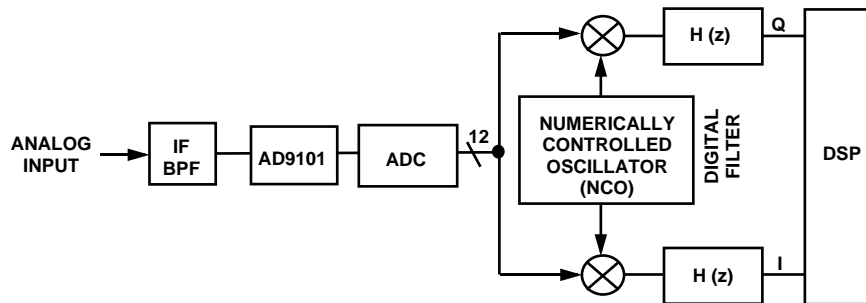 ANALOG
INPUT
IF
BPF
AD9101
ADC
12
H (z)
Q
NUMERICALLY
CONTROLLED
OSCILLATOR
(NCO)
DIGITAL
FILTER
DSP
H (z)
I